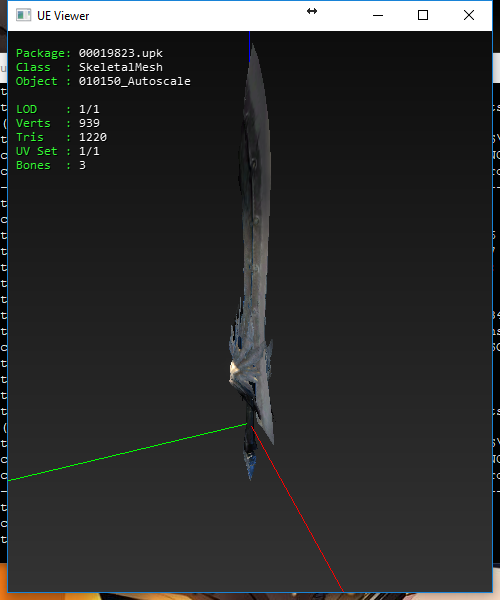 UE Viewer
Package: 00019823.upk
Class : SkeletalMesh
Object : 010150_Autoscale
LOD : 1/1
Verts : 939
Tris : 1220
UV Set : 1/1
Bones : 3